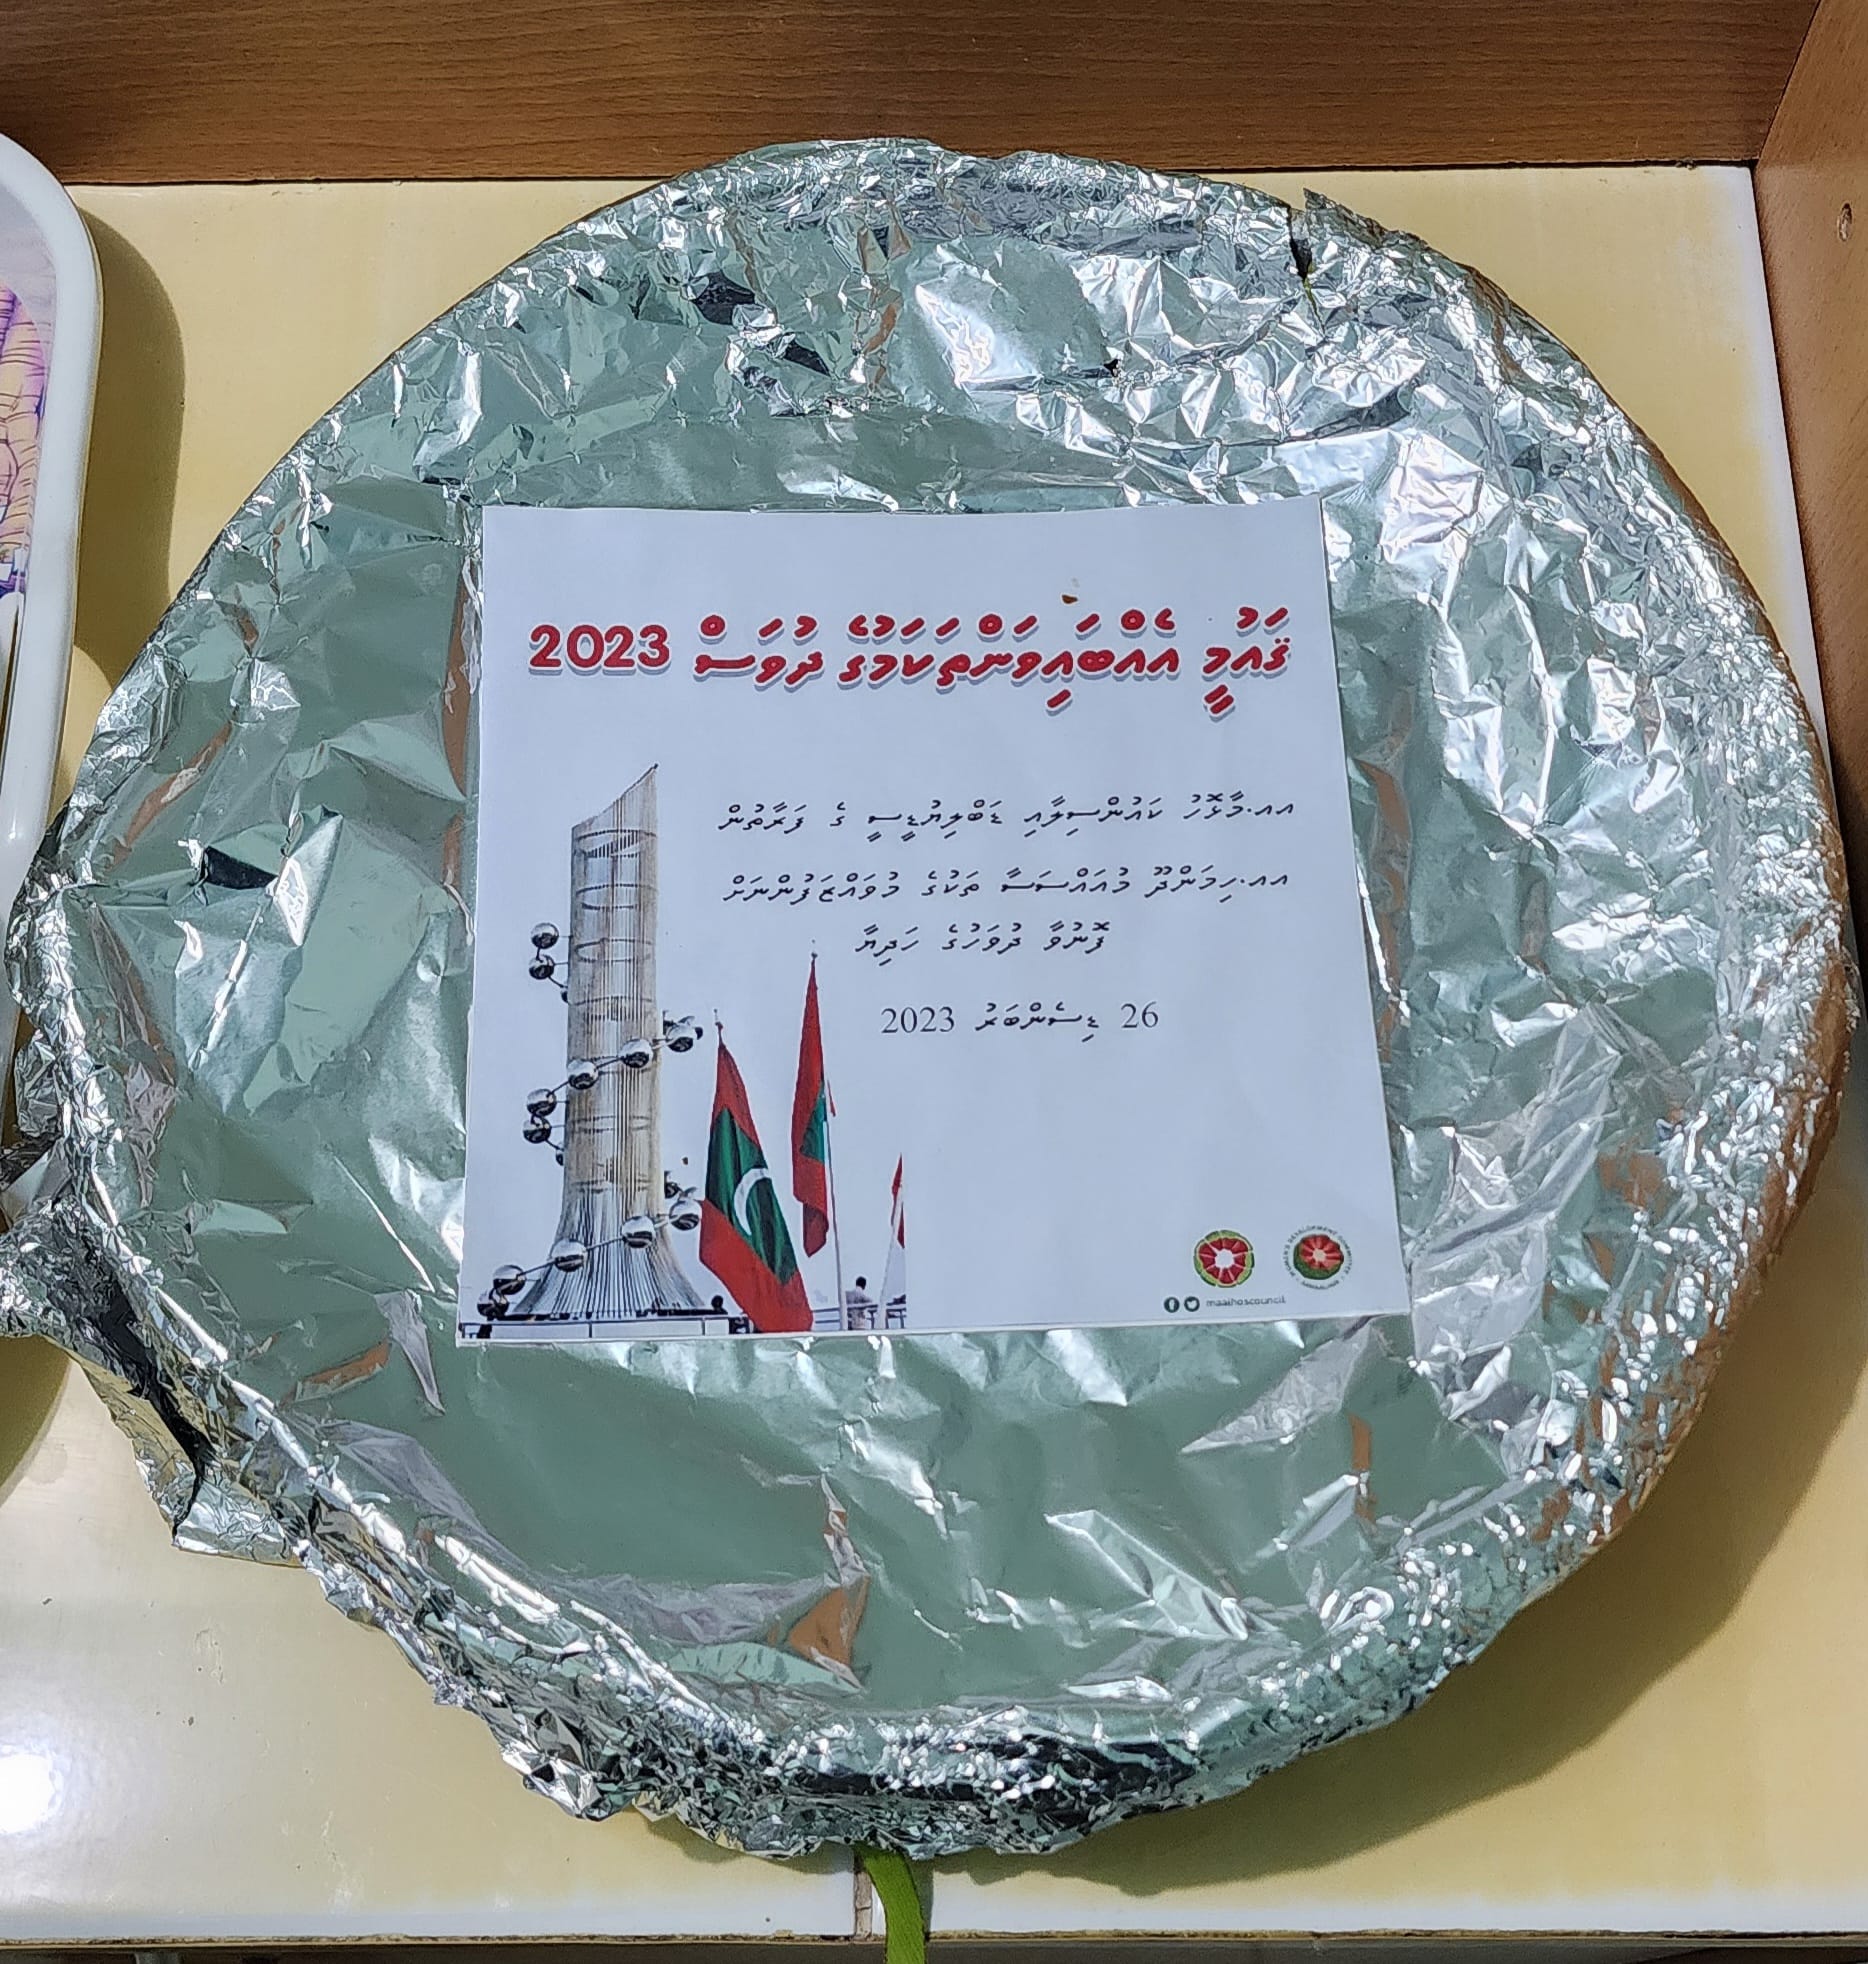 ޤައުމީ އެއްބައިވަންތަކަމުގެ ދުވަސް 2023
އއ.މާޅޮހު ކައުންސިލާއި ޑަބްލިޔުޑީސީ ގެ ފަރާތުން
އއ.ހިމަންދޫ މުއައްސަސާ ތަކުގެ މުވައްޒަފުންނަށް
ފޮނުވާ ދުވަހުގެ ހަދިޔާ
26 ޑިސެންބަރު 2023
maalhoscouncil